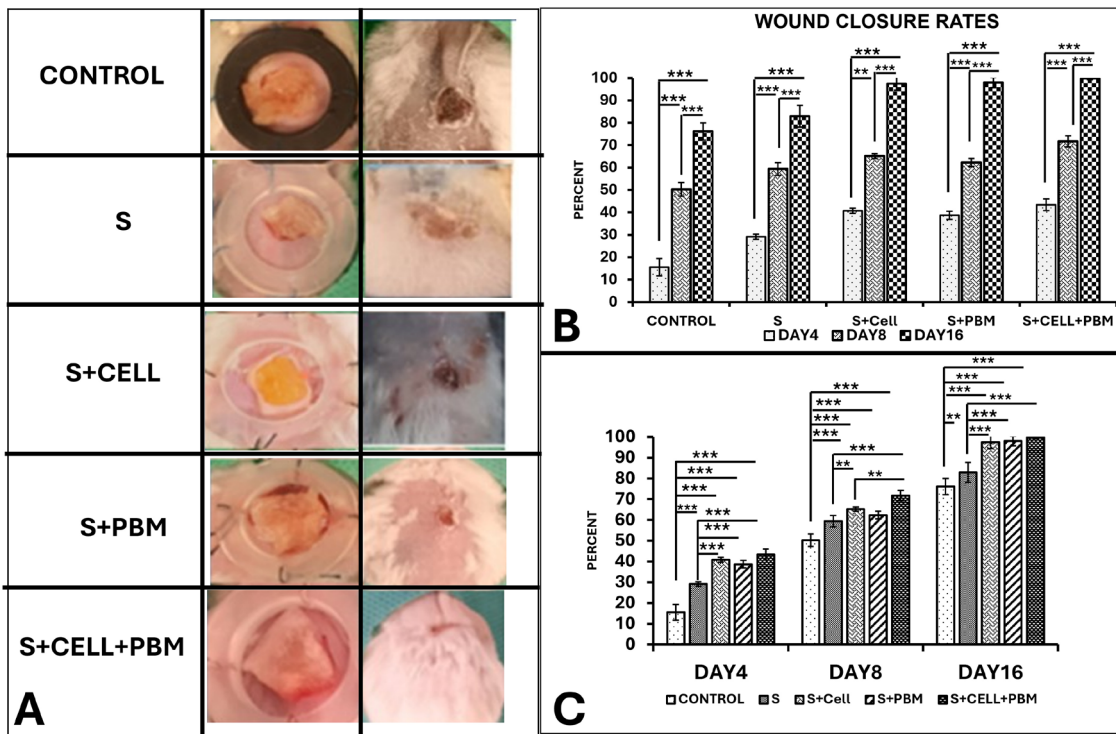 CONTROL
S
S+CELL
S+PBM
S+CELL+PBM
A
WOUND CLOSURE RATES
*** *** *** *** ***
*** *** ** *** *** *** *** *** *** ***
100
90
80
70
60
50
40
30
20
10
0
PERCENT
CONTROL S S+Cell S+PBM S+CELL+PBM
DAY4 DAY8 DAY16
B
***
***
***
***
***
***
***
***
***
***
***
***
***
**
**
***
***
***
**
***
***
***
100
90
80
70
60
50
40
30
20
10
0
PERCENT
DAY4 DAY8 DAY16
CONTROL S S+Cell S+PBM S+CELL+PBM
C